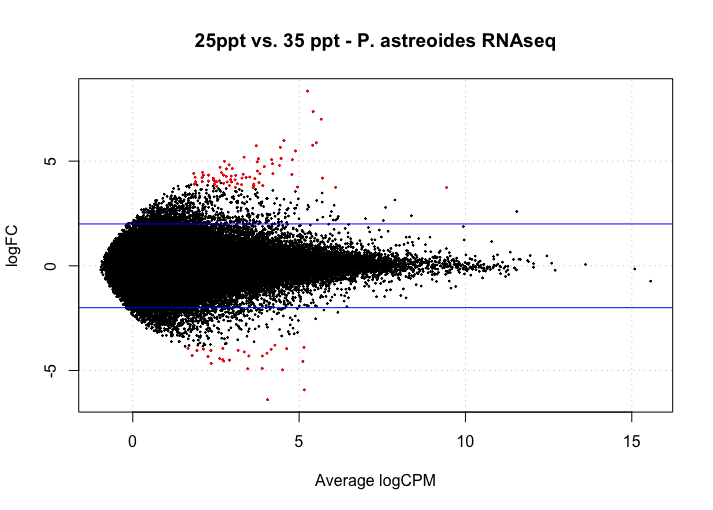 25ppt vs. 35 ppt - P. astreoides RNAseq
logFC
5
0
-5
0 5 10 15
Average logCPM